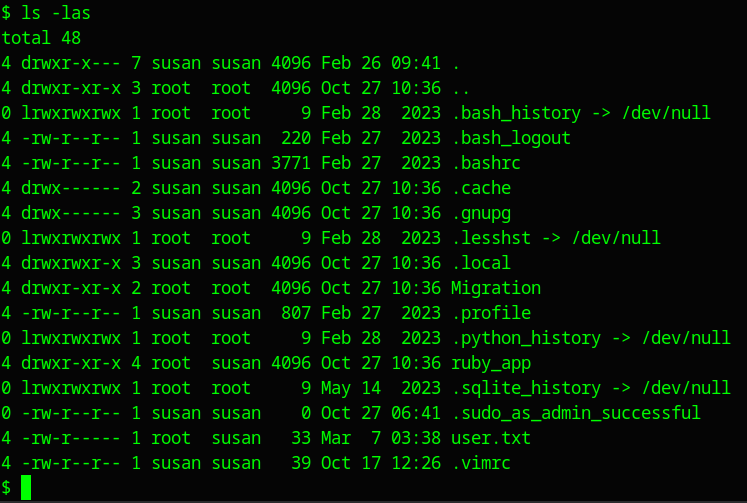 $ ls -las
total 48
4 drwxr-x--- 7 susan susan 4096 Feb 26 09:41 .
4 drwxr-xr-x 3 root  root  4096 Oct 27 10:36 ..
0 lrwxrwxrwx 1 root  root     9 Feb 28  2023 .bash_history -> /dev/null
4 -rw-r--r-- 1 susan susan  220 Feb 27  2023 .bash_logout
4 -rw-r--r-- 1 susan susan 3771 Feb 27  2023 .bashrc
4 drwx------ 2 susan susan 4096 Oct 27 10:36 .cache
4 drwx------ 3 susan susan 4096 Oct 27 10:36 .gnupg
0 lrwxrwxrwx 1 root  root     9 Feb 28  2023 .lesshst -> /dev/null
4 drwxrwxr-x 3 susan susan 4096 Oct 27 10:36 .local
4 drwxr-xr-x 2 root  root  4096 Oct 27 10:36 Migration
4 -rw-r--r-- 1 susan susan  807 Feb 27  2023 .profile
0 lrwxrwxrwx 1 root  root     9 Feb 28  2023 .python_history -> /dev/null
4 drwxr-xr-x 4 root  susan 4096 Oct 27 10:36 ruby_app
0 lrwxrwxrwx 1 root  root     9 May 14  2023 .sqlite_history -> /dev/null
0 -rw-r--r-- 1 susan susan    0 Oct 27 06:41 .sudo_as_admin_successful
4 -rw-r----- 1 root  susan   33 Mar  7 03:38 user.txt
4 -rw-r--r-- 1 susan susan   39 Oct 17 12:26 .vimrc
$